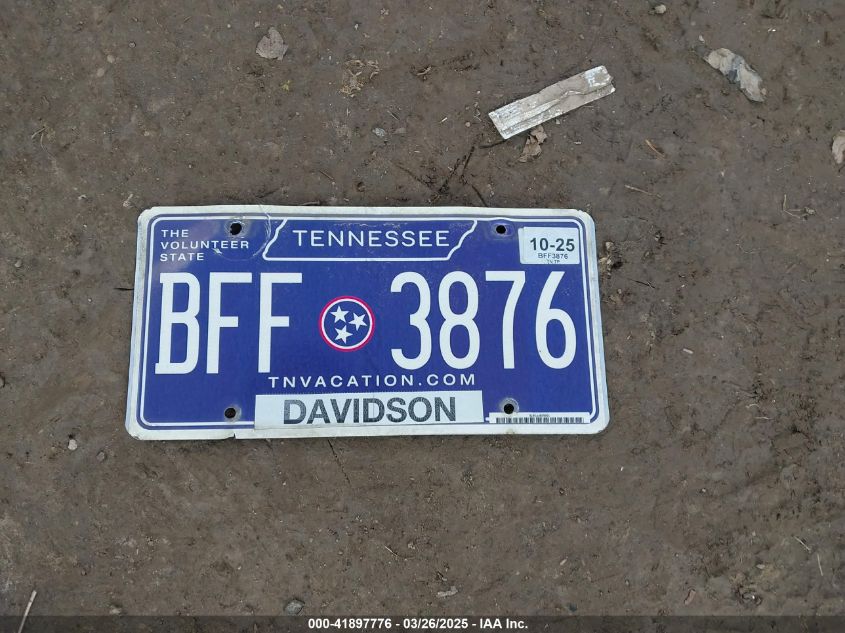 THE
VOLUNTEER
STATE
TENNESSEE
10-25
BFF3876
BFF 3876
TNVACATION.COM
DAVIDSON
000-41897776 | 03/26/2025 - IAA Inc.